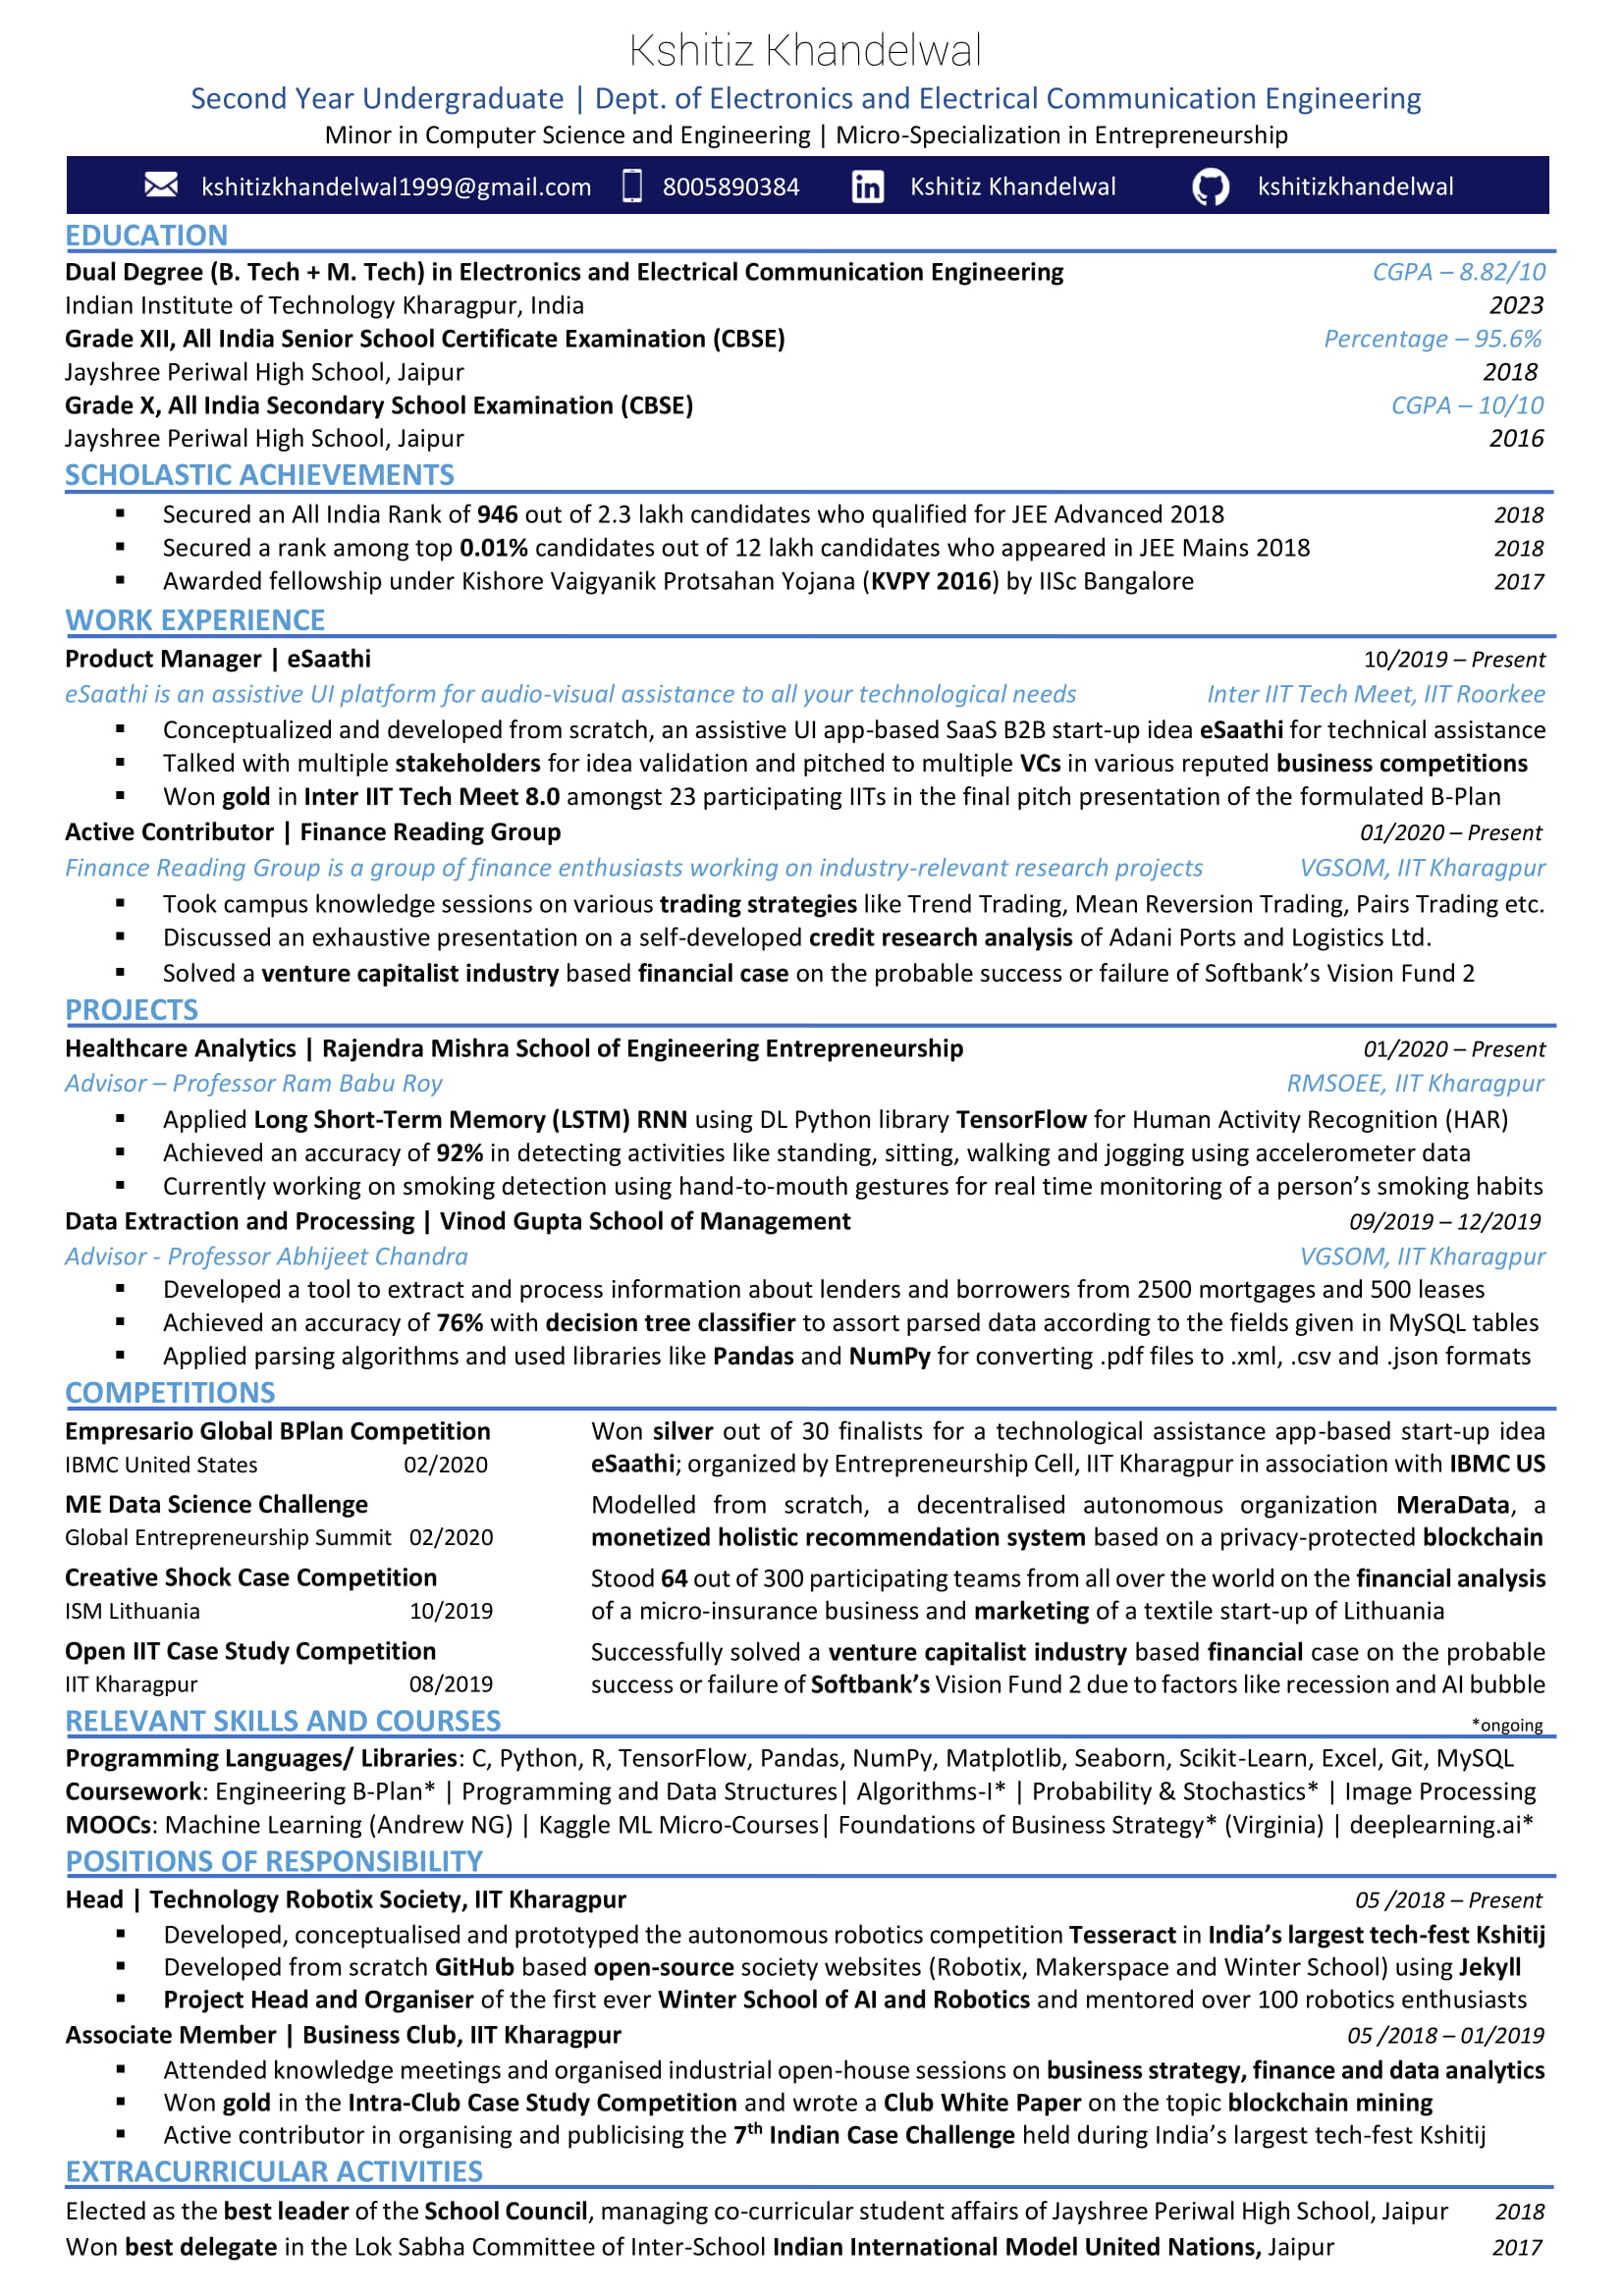 Kshitiz Khandelwal
Second Year Undergraduate | Dept. of Electronics and Electrical Communication Engineering
Minor in Computer Science and Engineering | Micro-Specialization in Entrepreneurship
kshitizkhandelwal1999@gmail.com 8005890384 in Kshitiz Khandelwal kshitizkhandelwal
EDUCATION
Dual Degree (B. Tech + M. Tech) in Electronics and Electrical Communication Engineering CGPA – 8.82/10
Indian Institute of Technology Kharagpur, India 2023
Grade XII, All India Senior School Certificate Examination (CBSE) Percentage – 95.6%
Jayshree Periwal High School, Jaipur 2018
Grade X, All India Secondary School Examination (CBSE) CGPA – 10/10
Jayshree Periwal High School, Jaipur 2016
SCHOLASTIC ACHIEVEMENTS
▪ Secured an All India Rank of 946 out of 2.3 lakh candidates who qualified for JEE Advanced 2018 2018
▪ Secured a rank among top 0.01% candidates out of 12 lakh candidates who appeared in JEE Mains 2018 2018
▪ Awarded fellowship under Kishore Vaigyanik Protsahan Yojana (KVPY 2016) by IISc Bangalore 2017
WORK EXPERIENCE
Product Manager | eSaathi 10/2019 – Present
eSaathi is an assistive UI platform for audio-visual assistance to all your technological needs Inter IIT Tech Meet, IIT Roorkee
▪ Conceptualized and developed from scratch, an assistive UI app-based SaaS B2B start-up idea eSaathi for technical assistance
▪ Talked with multiple stakeholders for idea validation and pitched to multiple VCs in various reputed business competitions
▪ Won gold in Inter IIT Tech Meet 8.0 amongst 23 participating IITs in the final pitch presentation of the formulated B-Plan
Active Contributor | Finance Reading Group 01/2020 – Present
Finance Reading Group is a group of finance enthusiasts working on industry-relevant research projects VGSOM, IIT Kharagpur
▪ Took campus knowledge sessions on various trading strategies like Trend Trading, Mean Reversion Trading, Pairs Trading etc.
▪ Discussed an exhaustive presentation on a self-developed credit research analysis of Adani Ports and Logistics Ltd.
▪ Solved a venture capitalist industry based financial case on the probable success or failure of Softbank’s Vision Fund 2
PROJECTS
Healthcare Analytics | Rajendra Mishra School of Engineering Entrepreneurship 01/2020 – Present
Advisor – Professor Ram Babu Roy RMSOEE, IIT Kharagpur
▪ Applied Long Short-Term Memory (LSTM) RNN using DL Python library TensorFlow for Human Activity Recognition (HAR)
▪ Achieved an accuracy of 92% in detecting activities like standing, sitting, walking and jogging using accelerometer data
▪ Currently working on smoking detection using hand-to-mouth gestures for real time monitoring of a person’s smoking habits
Data Extraction and Processing | Vinod Gupta School of Management 09/2019 – 12/2019
Advisor - Professor Abhijeet Chandra VGSOM, IIT Kharagpur
▪ Developed a tool to extract and process information about lenders and borrowers from 2500 mortgages and 500 leases
▪ Achieved an accuracy of 76% with decision tree classifier to assort parsed data according to the fields given in MySQL tables
▪ Applied parsing algorithms and used libraries like Pandas and NumPy for converting .pdf files to .xml, .csv and .json formats
COMPETITIONS
Empresario Global BPlan Competition Won silver out of 30 finalists for a technological assistance app-based start-up idea
IBMC United States 02/2020 eSaathi; organized by Entrepreneurship Cell, IIT Kharagpur in association with IBMC US
ME Data Science Challenge Modelled from scratch, a decentralised autonomous organization MeraData, a
Global Entrepreneurship Summit 02/2020 monetized holistic recommendation system based on a privacy-protected blockchain
Creative Shock Case Competition Stood 64 out of 300 participating teams from all over the world on the financial analysis
ISM Lithuania 10/2019 of a micro-insurance business and marketing of a textile start-up of Lithuania
Open IIT Case Study Competition Successfully solved a venture capitalist industry based financial case on the probable
IIT Kharagpur 08/2019 success or failure of Softbank’s Vision Fund 2 due to factors like recession and AI bubble
RELEVANT SKILLS AND COURSES *ongoing
Programming Languages/ Libraries: C, Python, R, TensorFlow, Pandas, NumPy, Matplotlib, Seaborn, Scikit-Learn, Excel, Git, MySQL
Coursework: Engineering B-Plan* | Programming and Data Structures| Algorithms-I* | Probability & Stochastics* | Image Processing
MOOCs: Machine Learning (Andrew NG) | Kaggle ML Micro-Courses| Foundations of Business Strategy* (Virginia) | deeplearning.ai*
POSITIONS OF RESPONSIBILITY
Head | Technology Robotix Society, IIT Kharagpur 05 /2018 – Present
▪ Developed, conceptualised and prototyped the autonomous robotics competition Tesseract in India’s largest tech-fest Kshitij
▪ Developed from scratch GitHub based open-source society websites (Robotix, Makerspace and Winter School) using Jekyll
▪ Project Head and Organiser of the first ever Winter School of AI and Robotics and mentored over 100 robotics enthusiasts
Associate Member | Business Club, IIT Kharagpur 05 /2018 – 01/2019
▪ Attended knowledge meetings and organised industrial open-house sessions on business strategy, finance and data analytics
▪ Won gold in the Intra-Club Case Study Competition and wrote a Club White Paper on the topic blockchain mining
▪ Active contributor in organising and publicising the 7th Indian Case Challenge held during India’s largest tech-fest Kshitij
EXTRACURRICULAR ACTIVITIES
Elected as the best leader of the School Council, managing co-curricular student affairs of Jayshree Periwal High School, Jaipur 2018
Won best delegate in the Lok Sabha Committee of Inter-School Indian International Model United Nations, Jaipur 2017